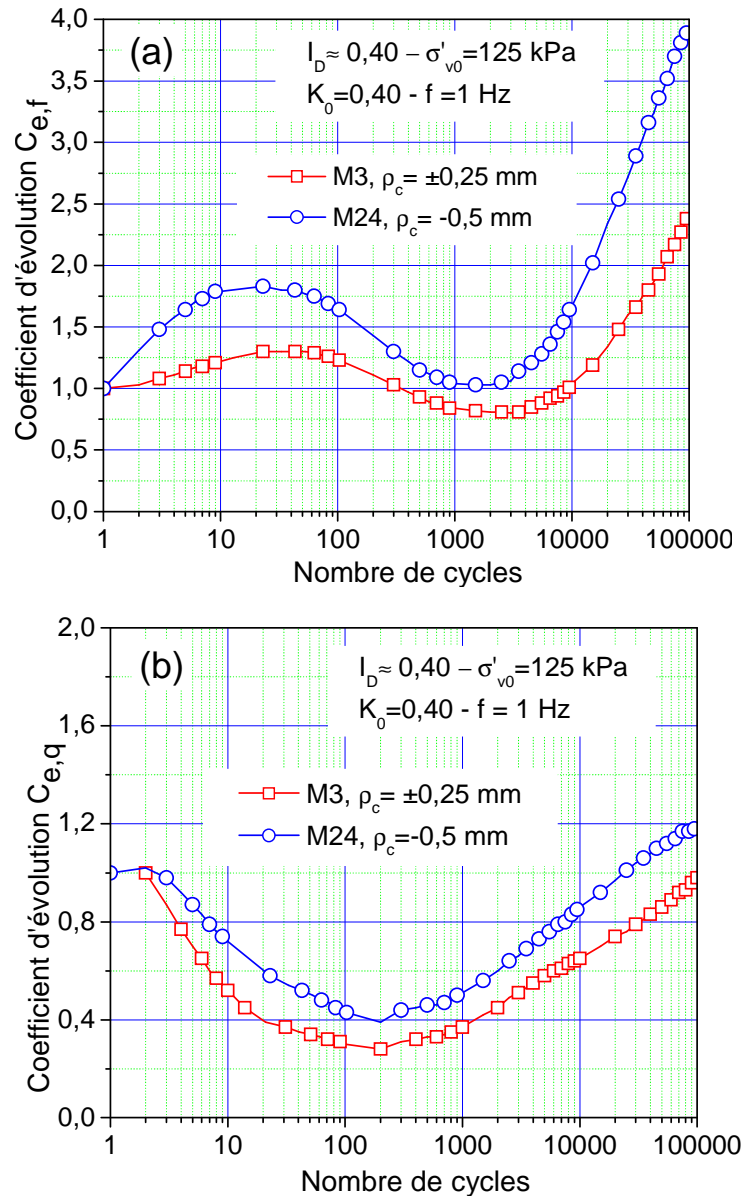 (a)
I_D≈ 0,40 – σ'_v0=125 kPa
K_0=0,40 - f =1 Hz
M3, ρ_c= ±0,25 mm
M24, ρ_c= -0,5 mm
Coefficient d'évolution C_e,f
4,0
3,5
3,0
2,5
2,0
1,5
1,0
0,5
0,0
1 10 100 1000 10000 100000
Nombre de cycles
(b)
I_D≈ 0,40 – σ'_v0=125 kPa
K_0=0,40 - f = 1 Hz
M3, ρ_c= ±0,25 mm
M24, ρ_c=-0,5 mm
Coefficient d'évolution C_e,q
2,0
1,6
1,2
0,8
0,4
0,0
1 10 100 1000 10000 100000
Nombre de cycles